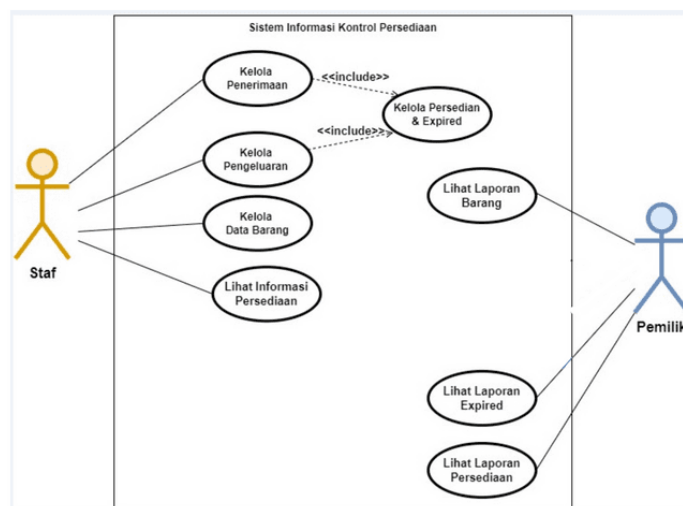 Sistem Informasi Kontrol Persediaan
Kelola
Penerimaan
<<include>>
Kelola Persedian
& Expired
<<include>>
Kelola
Pengeluaran
Lihat Laporan
Barang
Kelola
Data Barang
Staf
Lihat Informasi
Persediaan
Pemilik
Lihat Laporan
Expired
Lihat Laporan
Persediaan